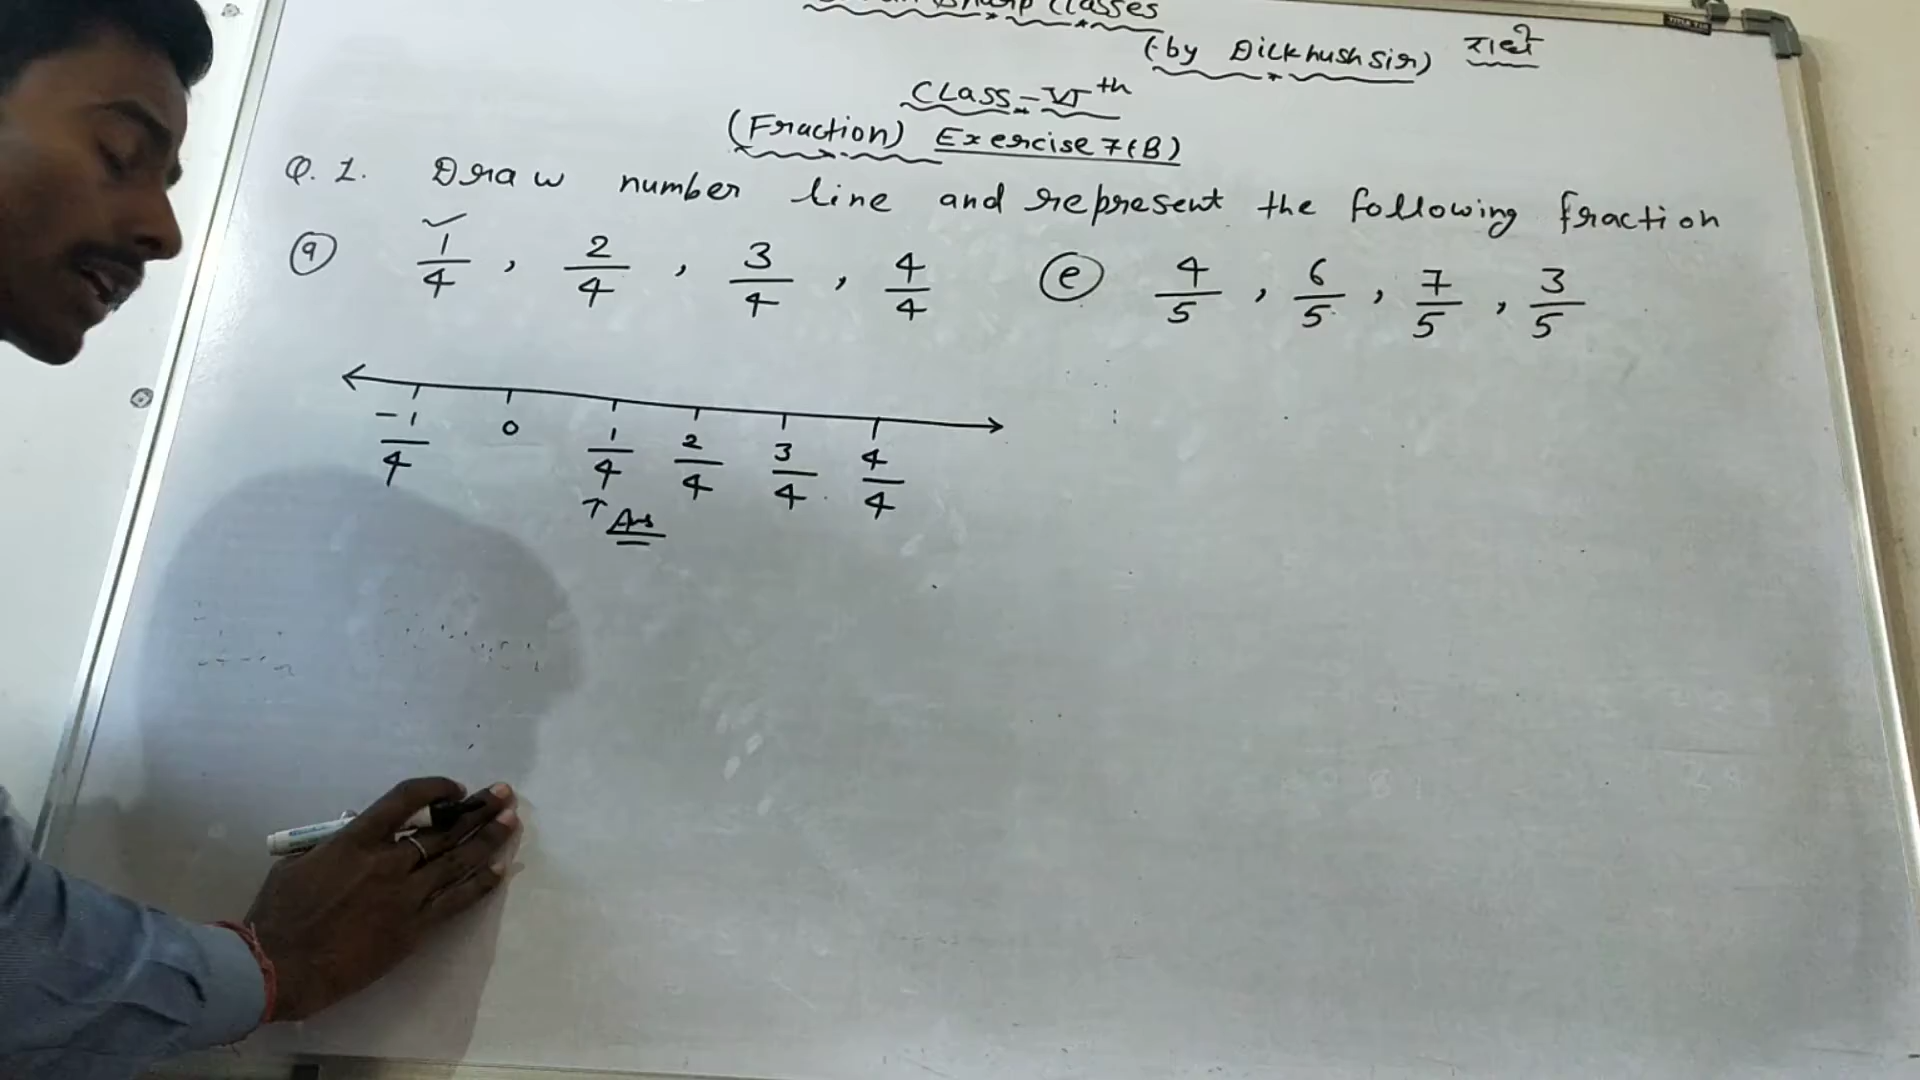 Classes
(by Dilkhush Sir)
CLass-VIth
(Fraction) Exercise 7(B)
Q.1. Draw number line and represent the following fraction
(a) 1/4, 2/4, 3/4, 4/4 (e) 4/5, 6/5, 7/5, 3/5
-1/4 0 1/4 2/4 3/4 4/4
↑ Ans